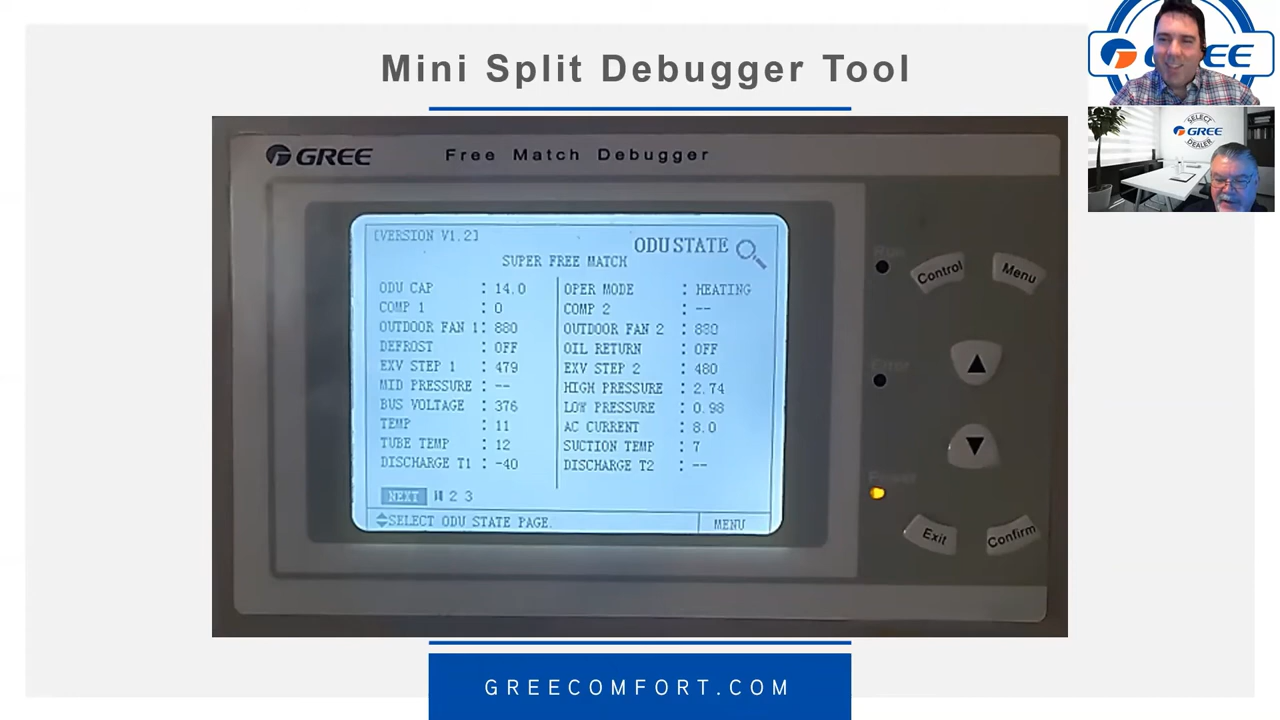 Mini Split Debugger Tool
GREE
SELECT
GREE
DEALER
GREE
Free Match Debugger
[VERSION V1.2]
ODU STATE
SUPER FREE MATCH
ODU CAP : 14.0
OPER MODE : HEATING
COMP 1 : 0
COMP 2 : --
OUTDOOR FAN 1: 880
OUTDOOR FAN 2 : 880
DEFROST : OFF
OIL RETURN : OFF
EXV STEP 1 : 479
EXV STEP 2 : 480
MID PRESSURE : --
HIGH PRESSURE : 2.74
BUS VOLTAGE : 376
LOW PRESSURE : 0.98
TEMP : 11
AC CURRENT : 8.0
TUBE TEMP : 12
SUCTION TEMP : 7
DISCHARGE T1 : -40
DISCHARGE T2 : --
NEXT 2 3
SELECT ODU STATE PAGE.
MENU
Run
Control
Menu
Error
Exit
Confirm
GREECOMFORT.COM